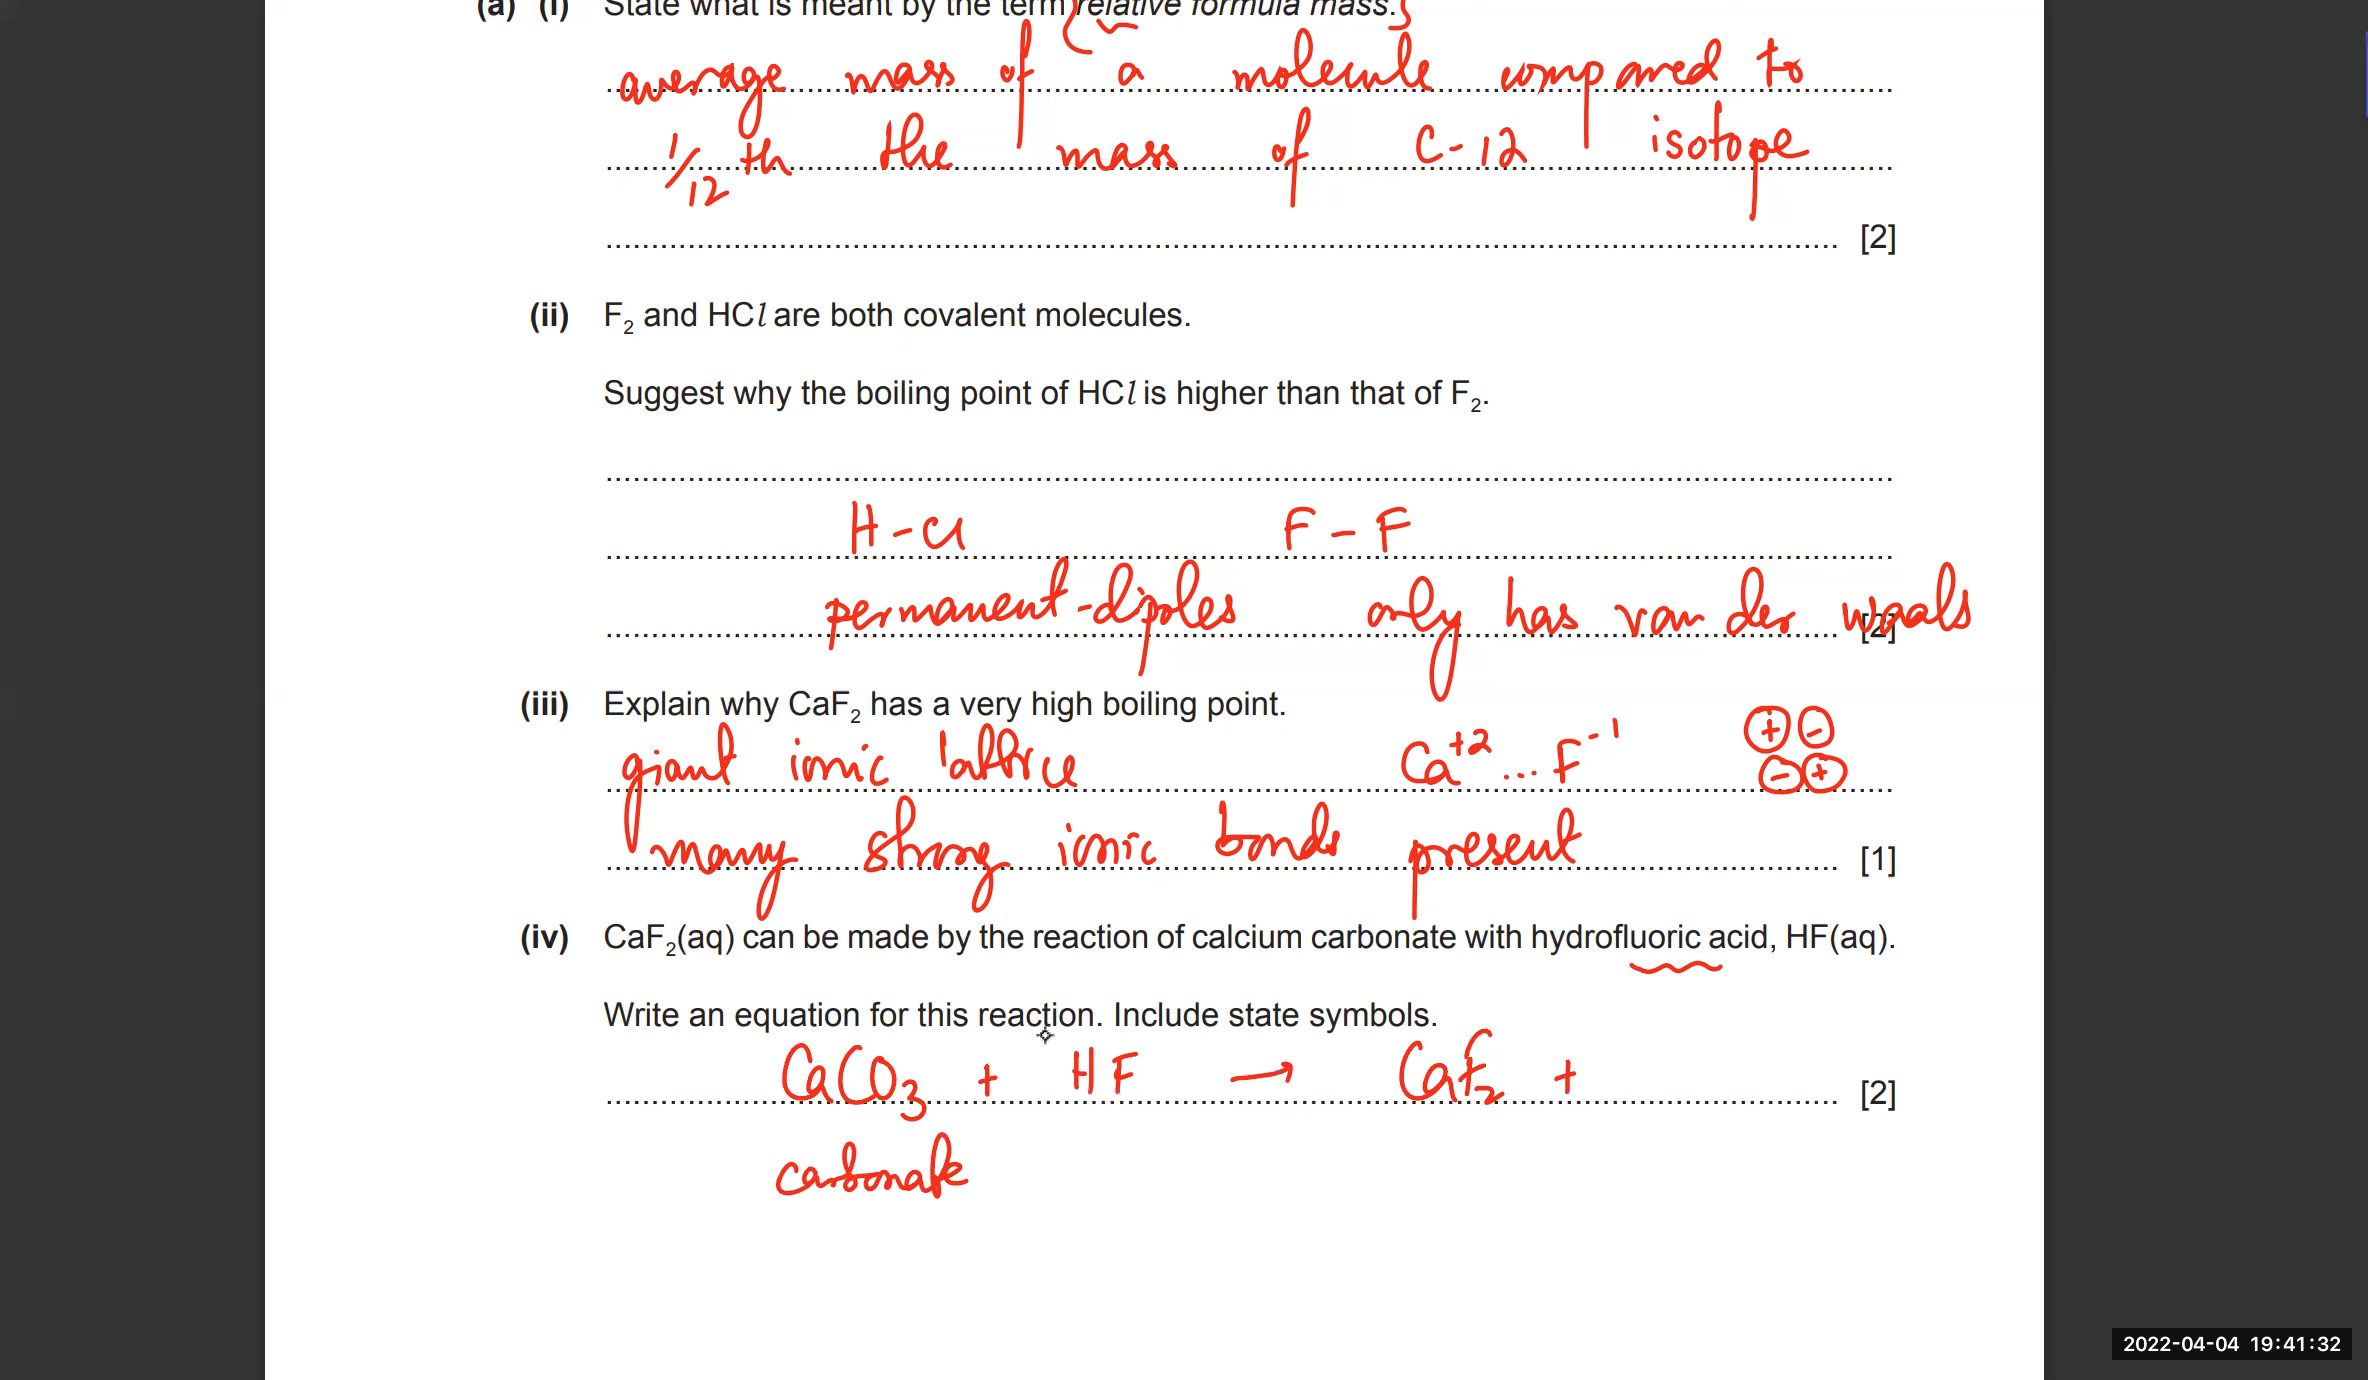 (a) (i) State what is meant by the term relative formula mass.
average mass of a molecule compared to
1/12 th the mass of C-12 isotope
[2]
(ii) F₂ and HCl are both covalent molecules.
Suggest why the boiling point of HCl is higher than that of F₂.
H-Cl F-F
permanent-dipoles only has van der waals
[2]
(iii) Explain why CaF₂ has a very high boiling point.
giant ionic lattice Ca⁺² ... F⁻¹ + - - +
many strong ionic bonds present [1]
(iv) CaF₂(aq) can be made by the reaction of calcium carbonate with hydrofluoric acid, HF(aq).
Write an equation for this reaction. Include state symbols.
CaCO₃ + HF → CaF₂ + [2]
carbonate
2022-04-04 19:41:32